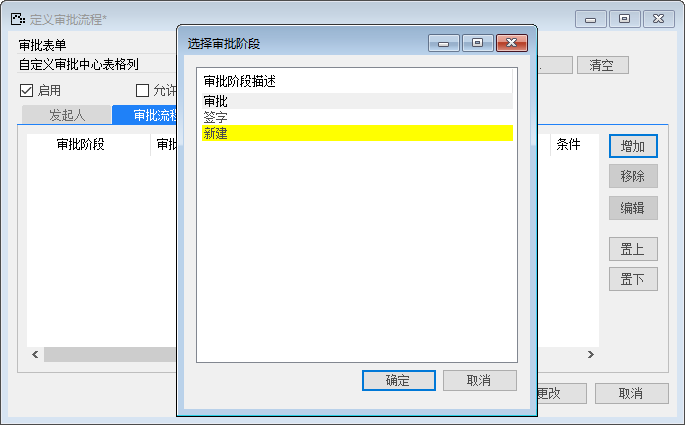 定义审批流程*
选择审批阶段
审批表单
自定义审批中心表格列
清空
启用
允许
发起人
审批流程
审批阶段
审批
条件
审批阶段描述
审批
签字
新建
增加
移除
编辑
置上
置下
确定
取消
更改
取消